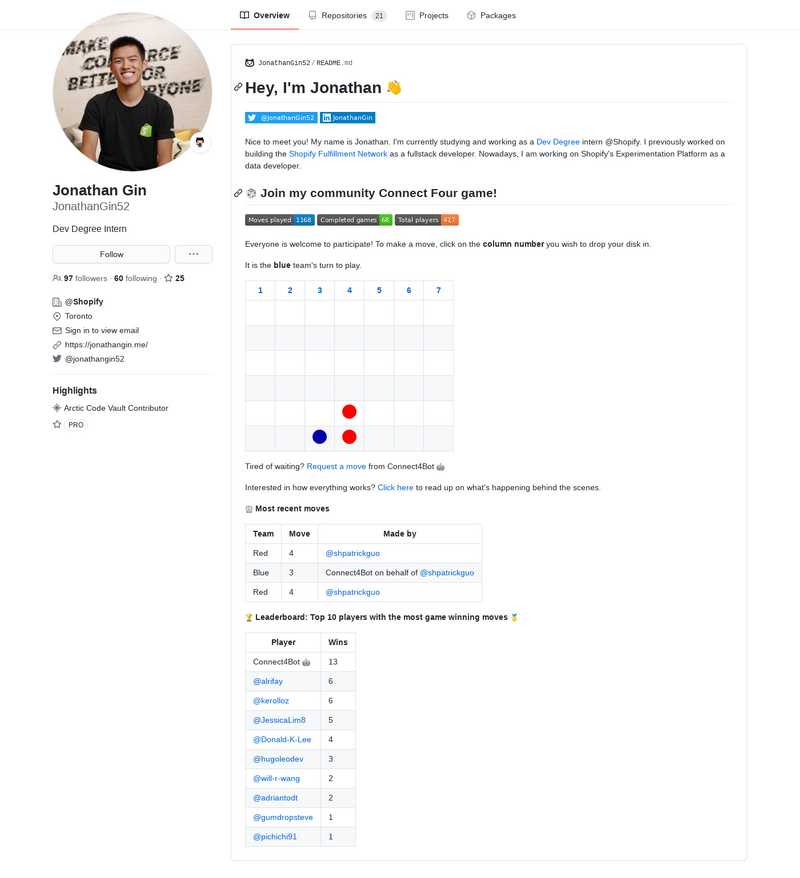 Overview
Repositories 21
Projects
Packages
MAKE
COMMERCE
BETTER FOR
EVERYONE
Jonathan Gin
JonathanGin52
Dev Degree Intern
Follow
···
97 followers · 60 following · 25
@Shopify
Toronto
Sign in to view email
https://jonathangin.me/
@jonathangin52
Highlights
Arctic Code Vault Contributor
PRO
JonathanGin52 / README.md
Hey, I'm Jonathan 👋
@JonathanGin52
JonathanGin
Nice to meet you! My name is Jonathan. I'm currently studying and working as a Dev Degree intern @Shopify. I previously worked on
building the Shopify Fulfillment Network as a fullstack developer. Nowadays, I am working on Shopify's Experimentation Platform as a
data developer.
🎲 Join my community Connect Four game!
Moves played 1168 Completed games 68 Total players 417
Everyone is welcome to participate! To make a move, click on the column number you wish to drop your disk in.
It is the blue team's turn to play.
1 2 3 4 5 6 7
Tired of waiting? Request a move from Connect4Bot 🤖
Interested in how everything works? Click here to read up on what's happening behind the scenes.
Most recent moves
Team Move Made by
Red 4 @shpatrickguo
Blue 3 Connect4Bot on behalf of @shpatrickguo
Red 4 @shpatrickguo
🏆 Leaderboard: Top 10 players with the most game winning moves 🏅
Player Wins
Connect4Bot 🤖 13
@alrifay 6
@kerolloz 6
@JessicaLim8 5
@Donald-K-Lee 4
@hugoleodev 3
@will-r-wang 2
@adriantodt 2
@gumdropsteve 1
@pichichi91 1